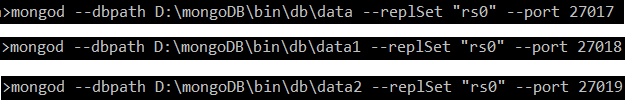 >mongod --dbpath D:\mongoDB\bin\db\data --replSet "rs0" --port 27017
>mongod --dbpath D:\mongoDB\bin\db\data1 --replSet "rs0" --port 27018
>mongod --dbpath D:\mongoDB\bin\db\data2 --replSet "rs0" --port 27019